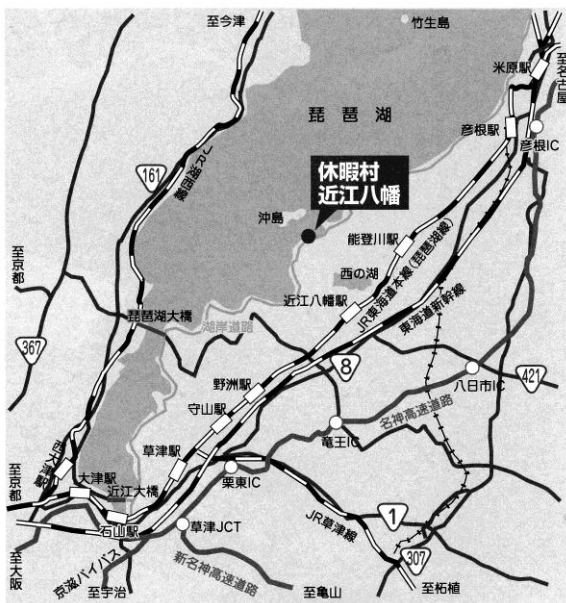 至今津
竹生島
至名古屋
米原駅
琵琶湖
彦根駅
彦根IC
161
JR湖西線
休暇村
近江八幡
沖島
能登川駅
至京都
西の湖
JR東海道本線(琵琶湖線)
近江八幡駅
東海道新幹線
琵琶湖大橋
湖岸道路
367
8
421
八日市IC
野洲駅
守山駅
名神高速道路
竜王IC
草津駅
西大津駅
至京都
大津駅
近江大橋
栗東IC
石山駅
草津JCT
JR草津線
1
307
至大阪
京滋バイパス
新名神高速道路
至宇治
至亀山
至柘植